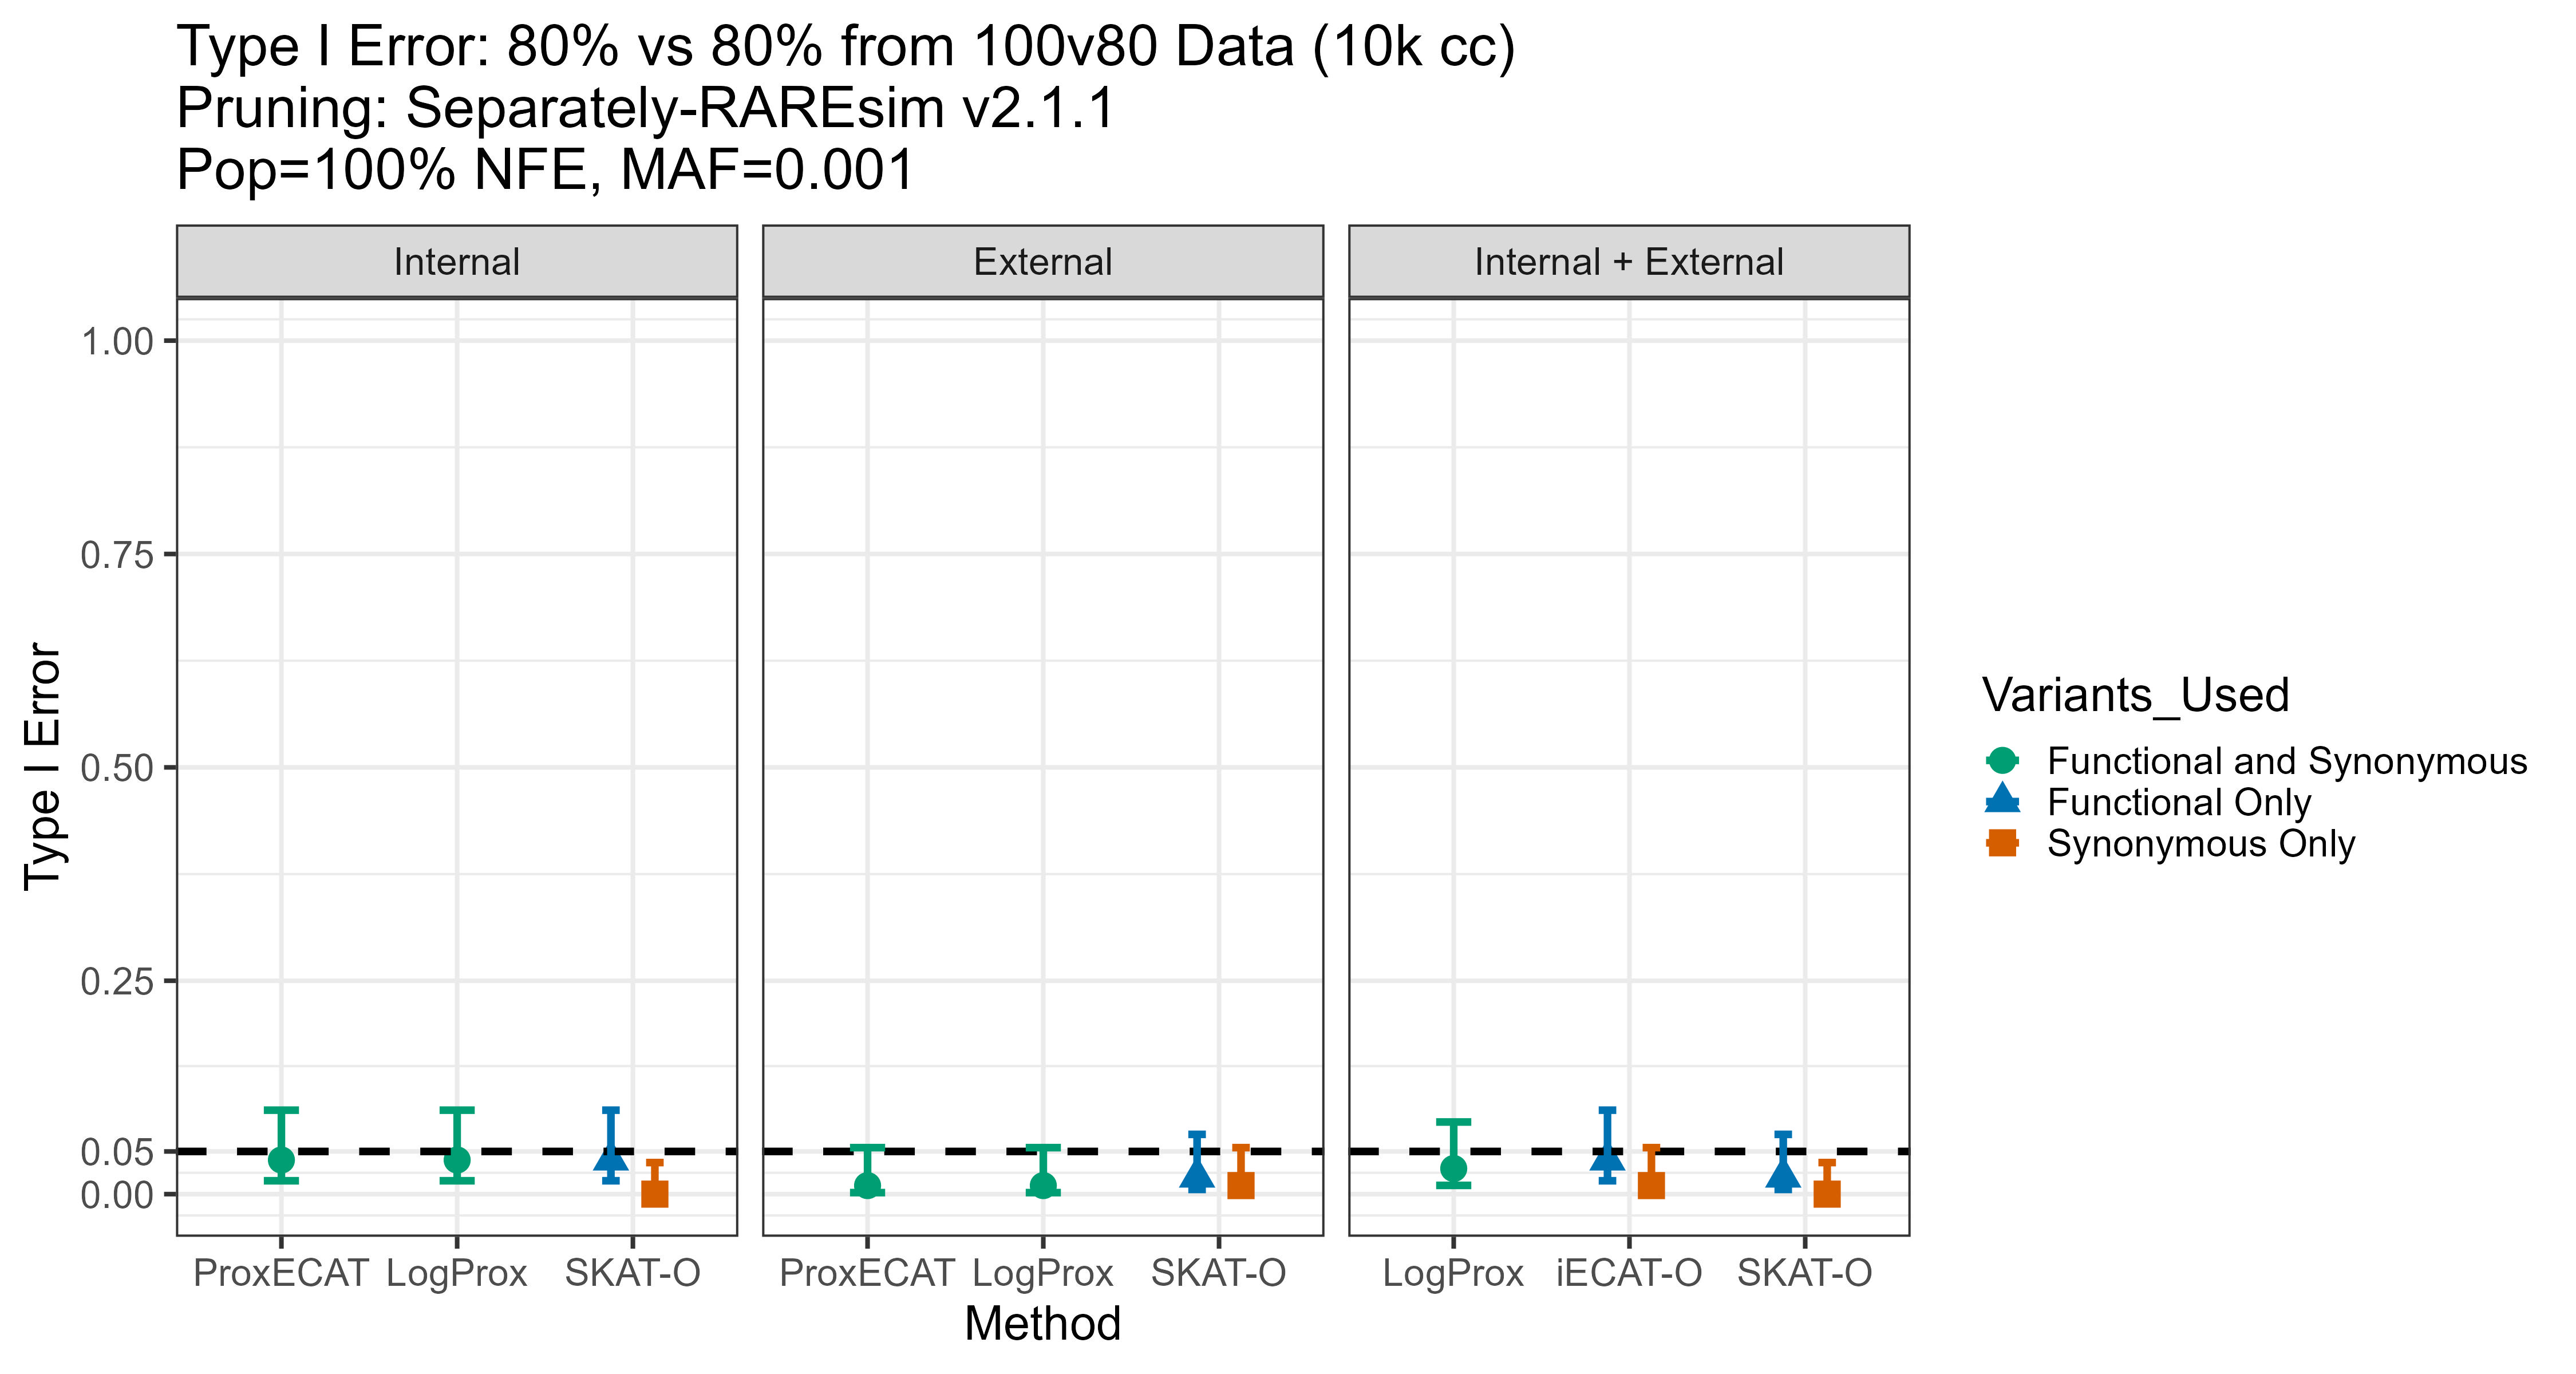 Type I Error: 80% vs 80% from 100v80 Data (10k cc)
Pruning: Separately-RAREsim v2.1.1
Pop=100% NFE, MAF=0.001
Internal
External
Internal + External
Type I Error
1.00
0.75
0.50
0.25
0.05
0.00
ProxECAT LogProx SKAT-O
ProxECAT LogProx SKAT-O
LogProx iECAT-O SKAT-O
Method
Variants_Used
Functional and Synonymous
Functional Only
Synonymous Only